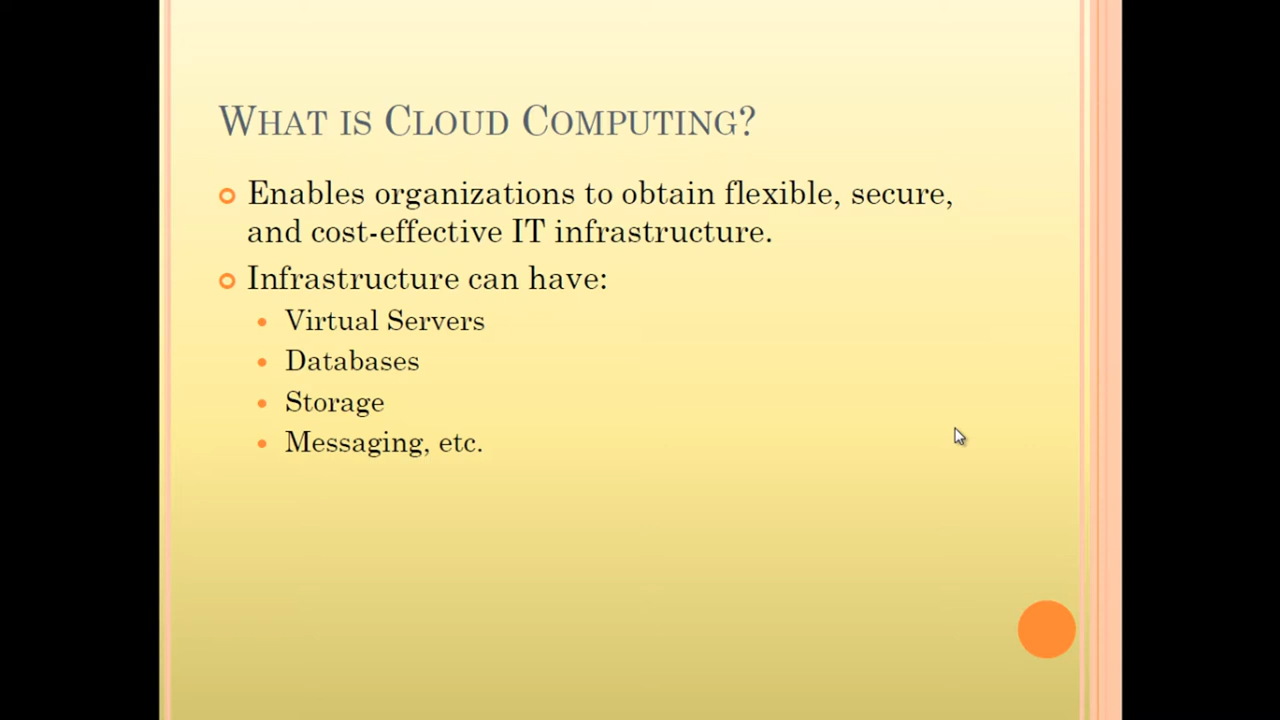 What is Cloud Computing?
Enables organizations to obtain flexible, secure,
and cost-effective IT infrastructure.
Infrastructure can have:
Virtual Servers
Databases
Storage
Messaging, etc.